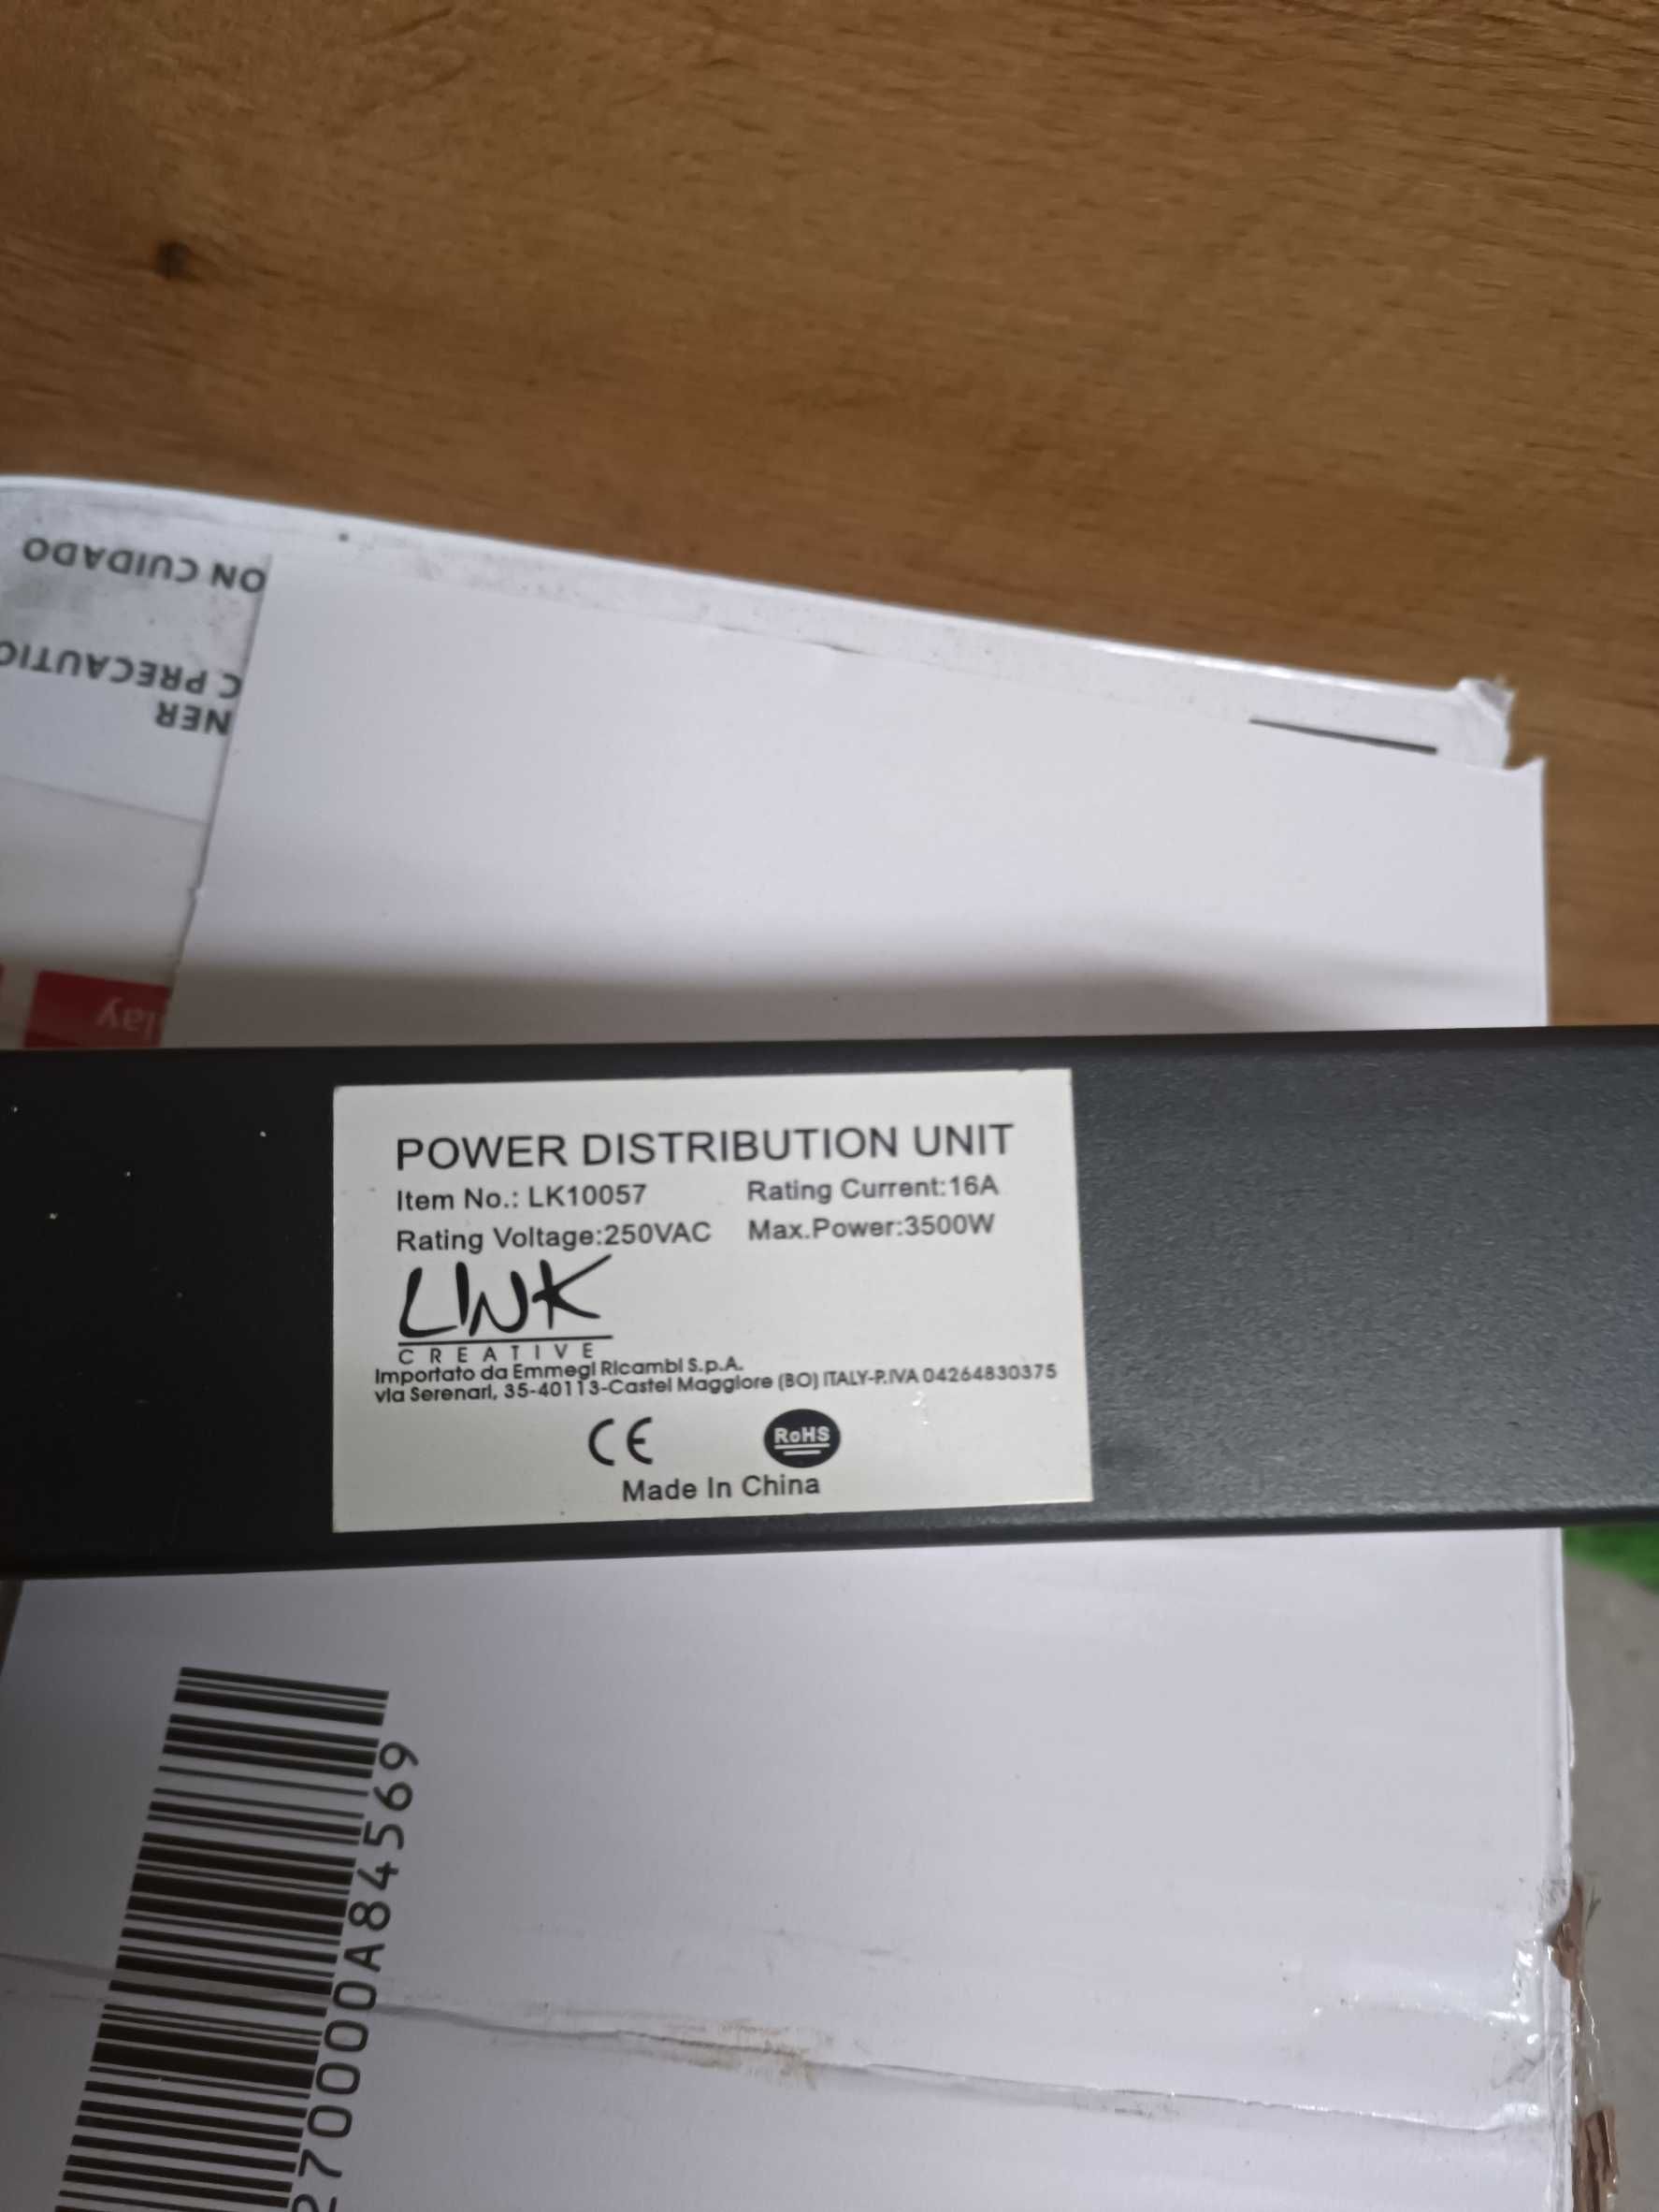 ON CUIDADO
C PRECAUTIO
NER
lay
POWER DISTRIBUTION UNIT
Item No.: LK10057 Rating Current:16A
Rating Voltage:250VAC Max.Power:3500W
LINK
CREATIVE
Importato da Emmegi Ricambi S.p.A.
via Serenari, 35-40113-Castel Maggiore (BO) ITALY-P.IVA 04264830375
CE RoHS
Made In China
270000A84569